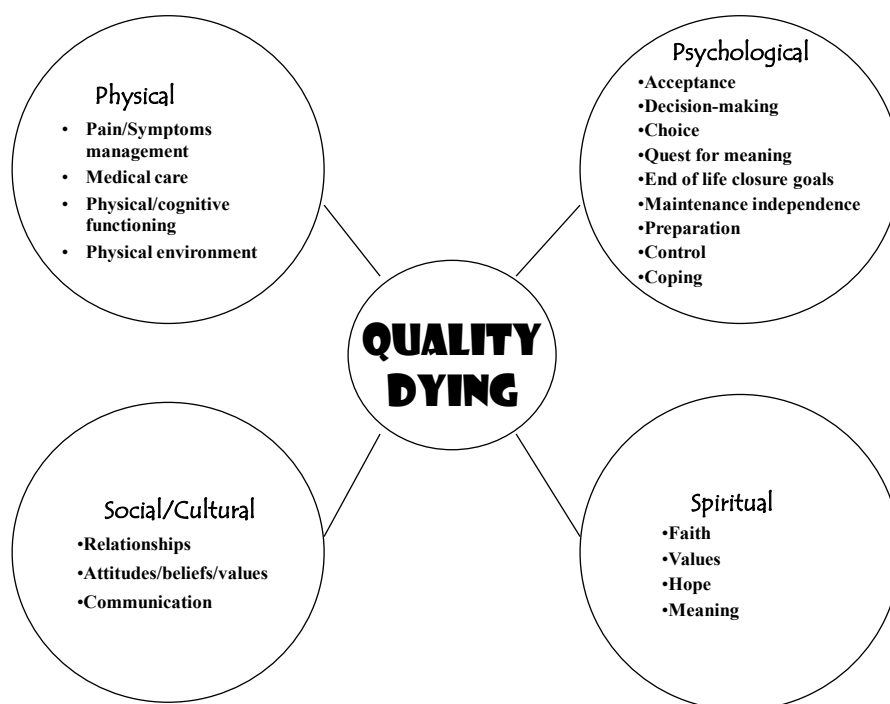 Physical
• Pain/Symptoms
management
• Medical care
• Physical/cognitive
functioning
• Physical environment
Psychological
•Acceptance
•Decision-making
•Choice
•Quest for meaning
•End of life closure goals
•Maintenance independence
•Preparation
•Control
•Coping
QUALITY
DYING
Social/Cultural
•Relationships
•Attitudes/beliefs/values
•Communication
Spiritual
•Faith
•Values
•Hope
•Meaning